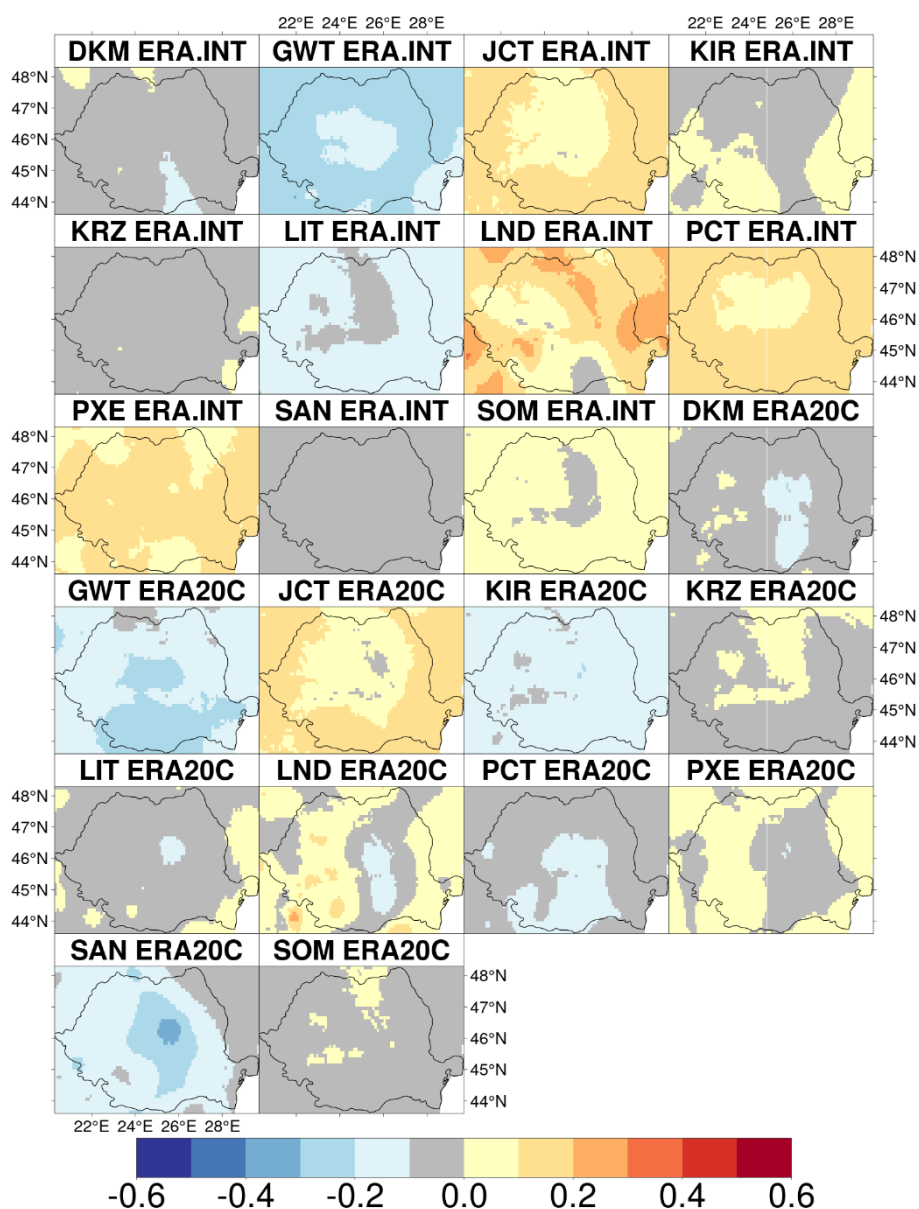 22°E 24°E 26°E 28°E 22°E 24°E 26°E 28°E
DKM ERA.INT GWT ERA.INT JCT ERA.INT KIR ERA.INT
48°N
47°N
46°N
45°N
44°N
KRZ ERA.INT LIT ERA.INT LND ERA.INT PCT ERA.INT
48°N
47°N
46°N
45°N
44°N
PXE ERA.INT SAN ERA.INT SOM ERA.INT DKM ERA20C
48°N
47°N
46°N
45°N
44°N
GWT ERA20C JCT ERA20C KIR ERA20C KRZ ERA20C
48°N
47°N
46°N
45°N
44°N
LIT ERA20C LND ERA20C PCT ERA20C PXE ERA20C
48°N
47°N
46°N
45°N
44°N
SAN ERA20C SOM ERA20C
48°N
47°N
46°N
45°N
44°N
22°E 24°E 26°E 28°E
-0.6 -0.4 -0.2 0.0 0.2 0.4 0.6